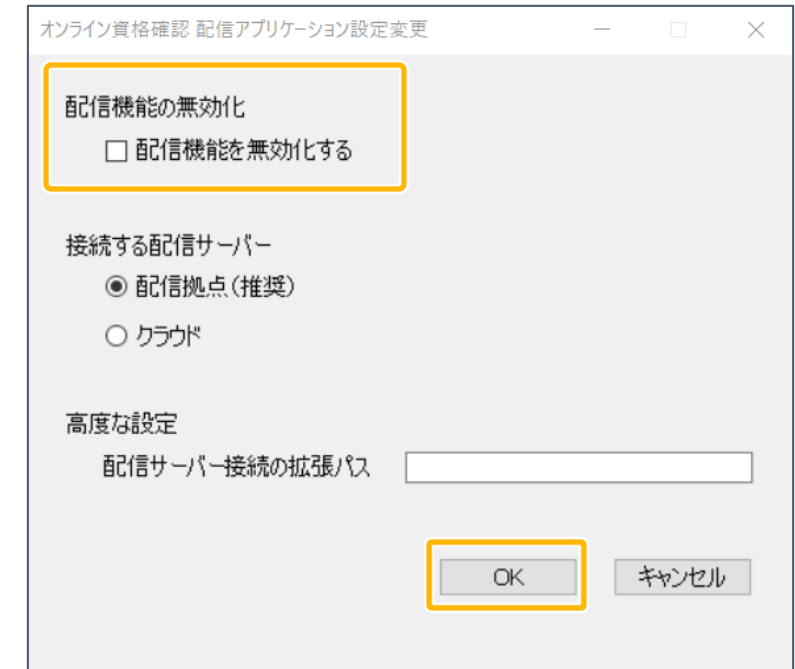 オンライン資格確認 配信アプリケーション設定変更
配信機能の無効化
配信機能を無効化する
接続する配信サーバー
配信拠点(推奨)
クラウド
高度な設定
配信サーバー接続の拡張パス
OK キャンセル